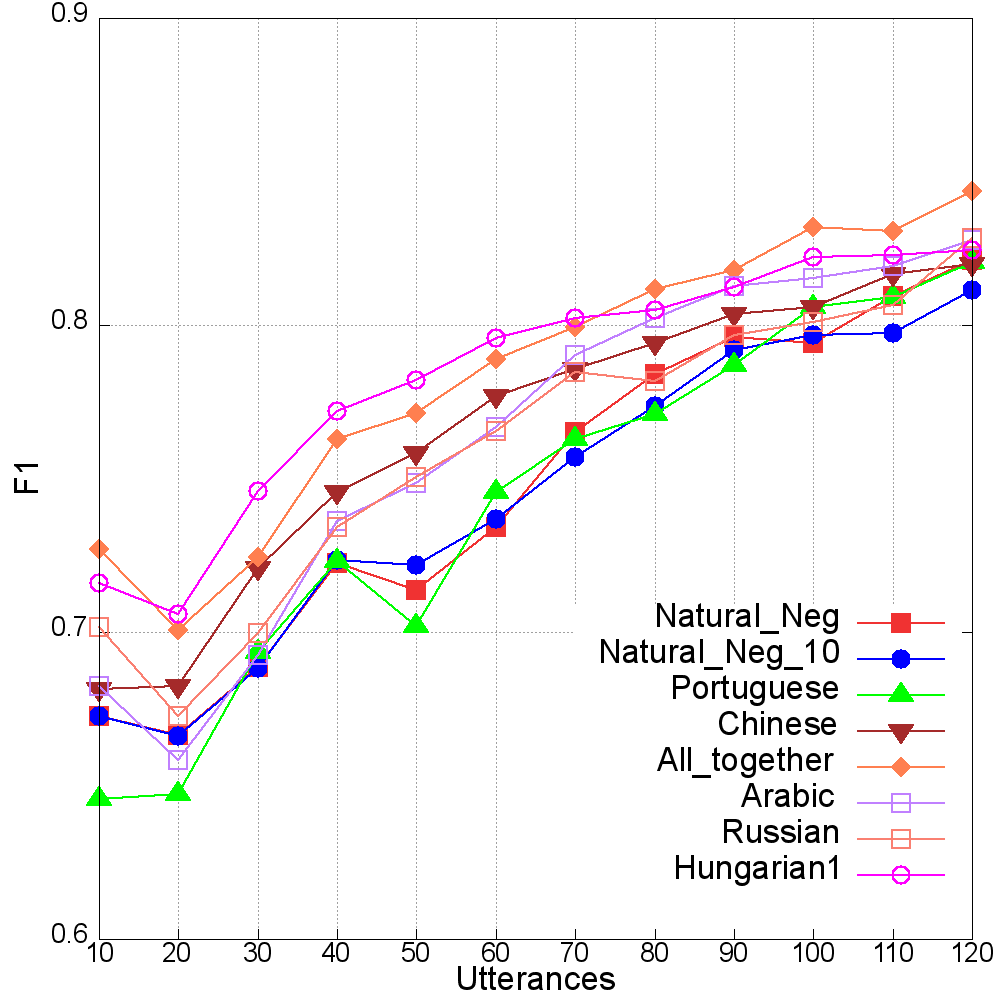 0.9
0.8
0.7
0.6
F1
Natural_Neg
Natural_Neg_10
Portuguese
Chinese
All_together
Arabic
Russian
Hungarian1
10 20 30 40 50 60 70 80 90 100 110 120
Utterances